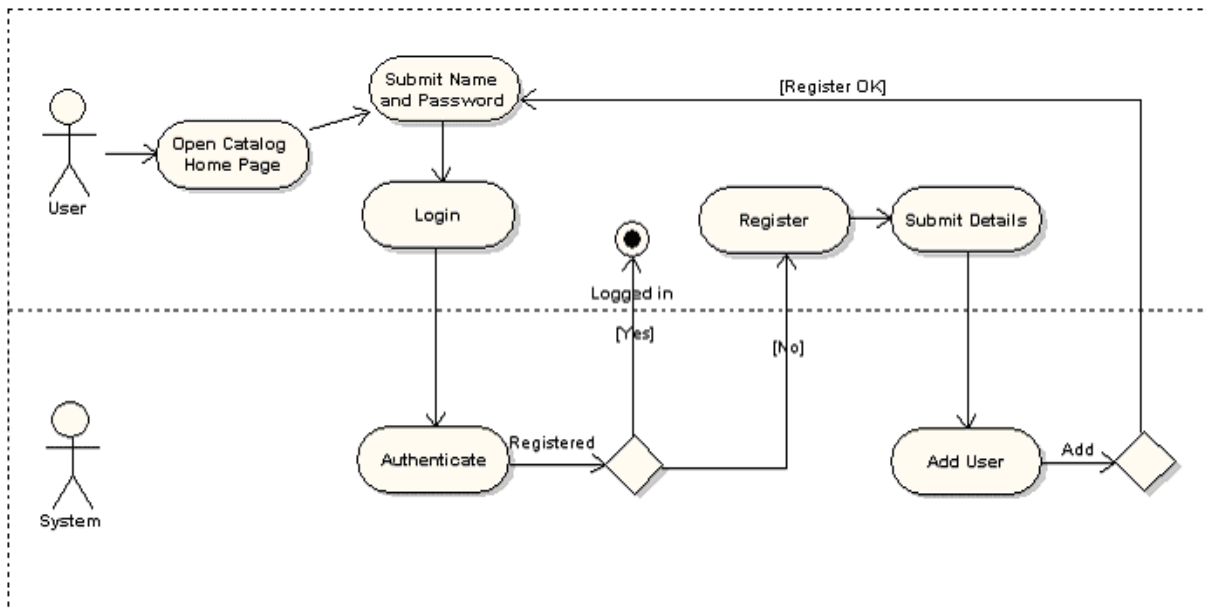 Submit Name
and Password
[Register OK]
Open Catalog
Home Page
User
Login
Register
Submit Details
Logged in
[Yes]
[No]
Registered
Authenticate
Add User
Add
System